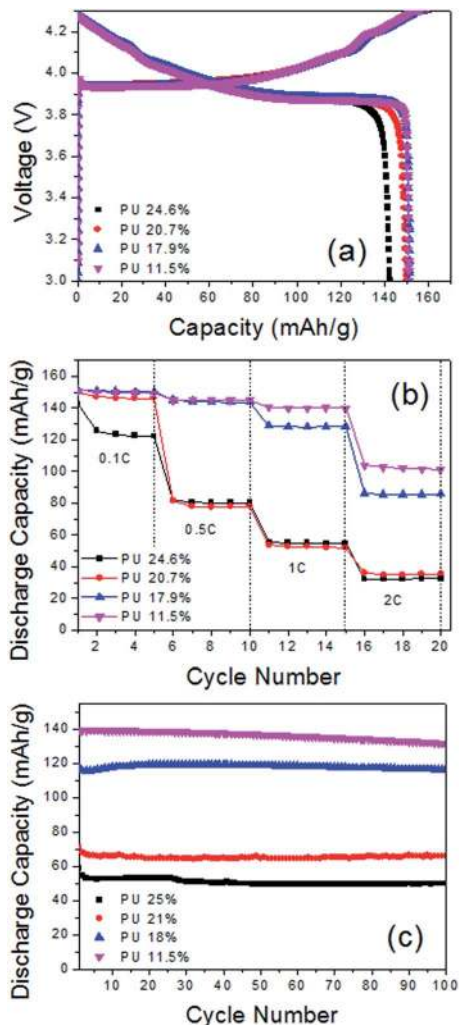 4.2
4.0
3.8
3.6
3.4
3.2
3.0
Voltage (V)
PU 24.6%
PU 20.7%
PU 17.9%
PU 11.5%
(a)
0 20 40 60 80 100 120 140 160
Capacity (mAh/g)
160
140
120
100
80
60
40
20
0
Discharge Capacity (mAh/g)
(b)
0.1C
0.5C
1C
2C
PU 24.6%
PU 20.7%
PU 17.9%
PU 11.5%
2 4 6 8 10 12 14 16 18 20
Cycle Number
140
120
100
80
60
50
20
0
Discharge Capacity (mAh/g)
PU 25%
PU 21%
PU 18%
PU 11.5%
(c)
10 20 30 40 50 60 70 80 90 100
Cycle Number